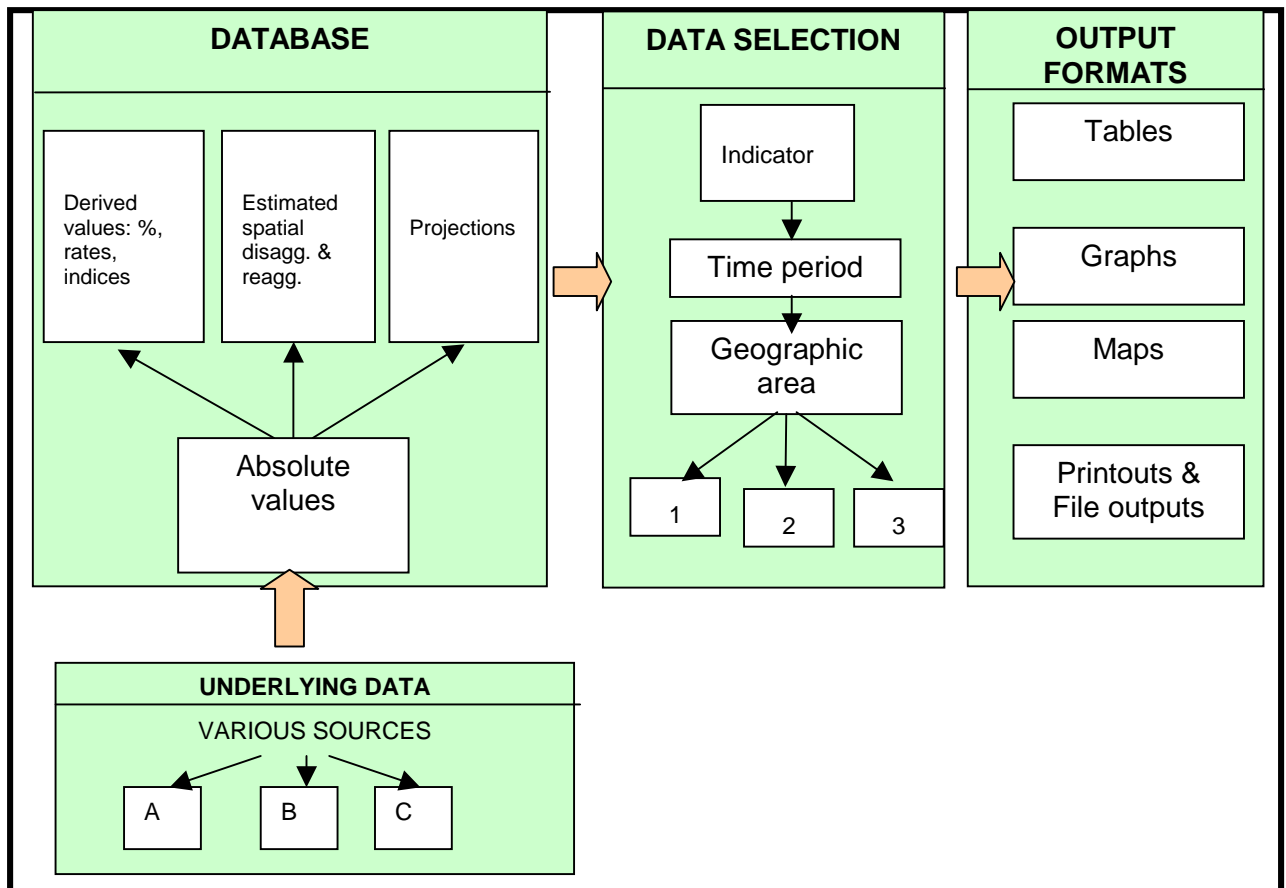 DATABASE
Derived
values: %,
rates,
indices
Estimated
spatial
disagg. &
reagg.
Projections
Absolute
values
DATA SELECTION
Indicator
Time period
Geographic
area
1
2
3
OUTPUT
FORMATS
Tables
Graphs
Maps
Printouts &
File outputs
UNDERLYING DATA
VARIOUS SOURCES
A
B
C